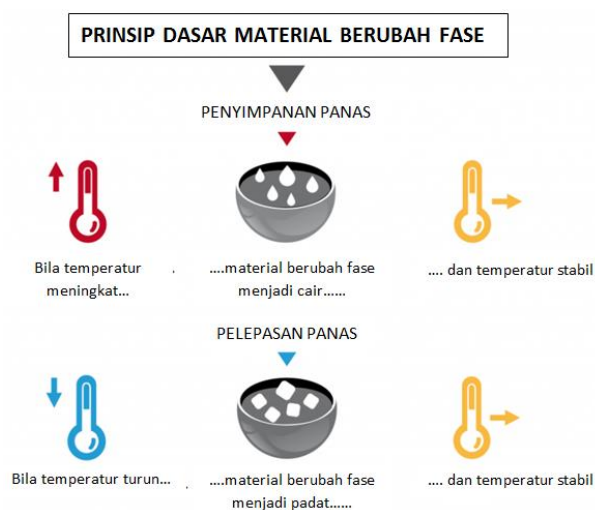 PRINSIP DASAR MATERIAL BERUBAH FASE
PENYIMPANAN PANAS
Bila temperatur
meningkat...
.
....material berubah fase
menjadi cair......
.... dan temperatur stabil
PELEPASAN PANAS
Bila temperatur turun...
.
....material berubah fase
menjadi padat......
.... dan temperatur stabil